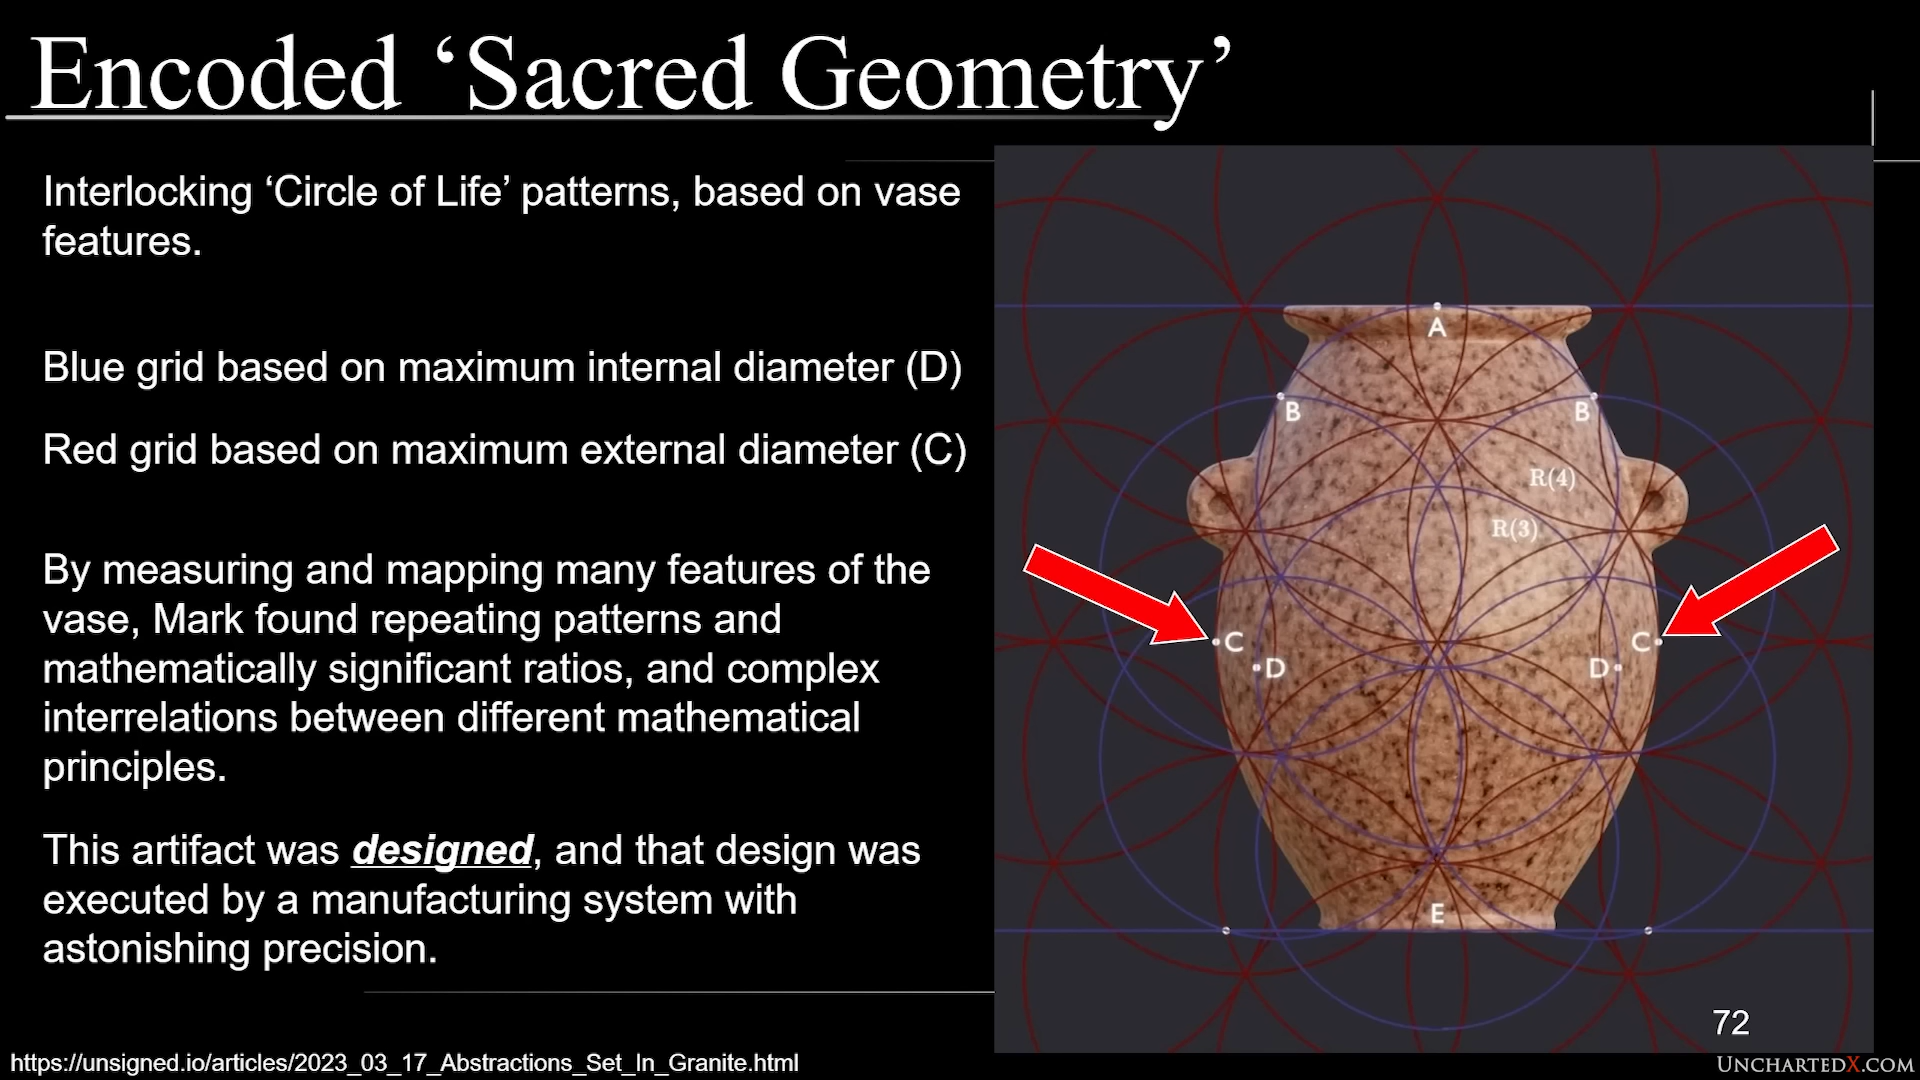 Encoded ‘Sacred Geometry’
Interlocking ‘Circle of Life’ patterns, based on vase
features.
Blue grid based on maximum internal diameter (D)
Red grid based on maximum external diameter (C)
By measuring and mapping many features of the
vase, Mark found repeating patterns and
mathematically significant ratios, and complex
interrelations between different mathematical
principles.
This artifact was designed, and that design was
executed by a manufacturing system with
astonishing precision.
https://unsigned.io/articles/2023_03_17_Abstractions_Set_In_Granite.html
A
B B
R(4)
R(3)
C C
D D
E
72
UNCHARTEDX.COM